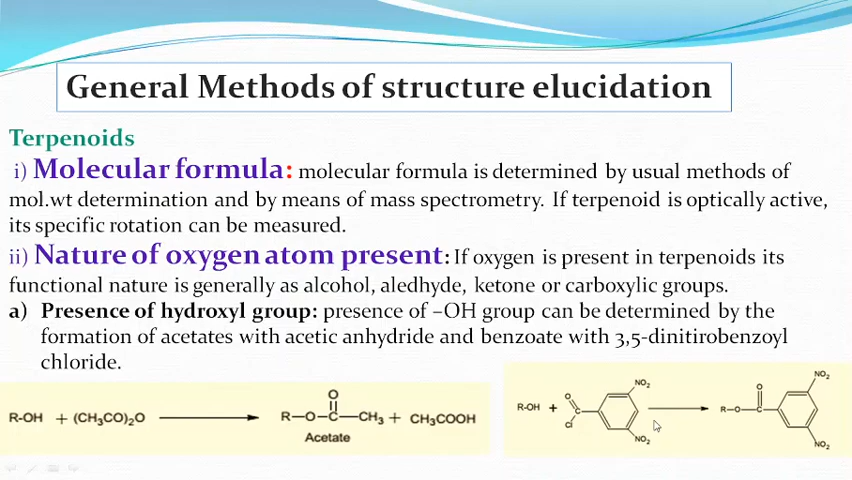 General Methods of structure elucidation
Terpenoids
i) Molecular formula: molecular formula is determined by usual methods of
mol.wt determination and by means of mass spectrometry. If terpenoid is optically active,
its specific rotation can be measured.
ii) Nature of oxygen atom present: If oxygen is present in terpenoids its
functional nature is generally as alcohol, aledhyde, ketone or carboxylic groups.
a) Presence of hydroxyl group: presence of –OH group can be determined by the
formation of acetates with acetic anhydride and benzoate with 3,5-dinitirobenzoyl
chloride.
R-OH + (CH₃CO)₂O
O
R—O—C—CH₃ + CH₃COOH
Acetate
R-OH +
O
C
Cl
NO₂
NO₂
R—O—C
O
NO₂
NO₂